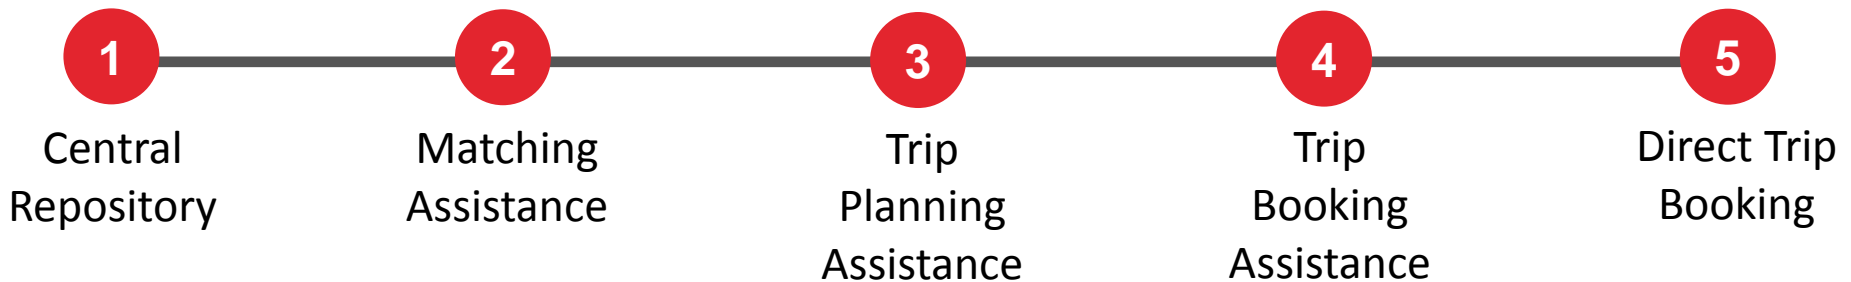 1
Central
Repository
2
Matching
Assistance
3
Trip
Planning
Assistance
4
Trip
Booking
Assistance
5
Direct Trip
Booking